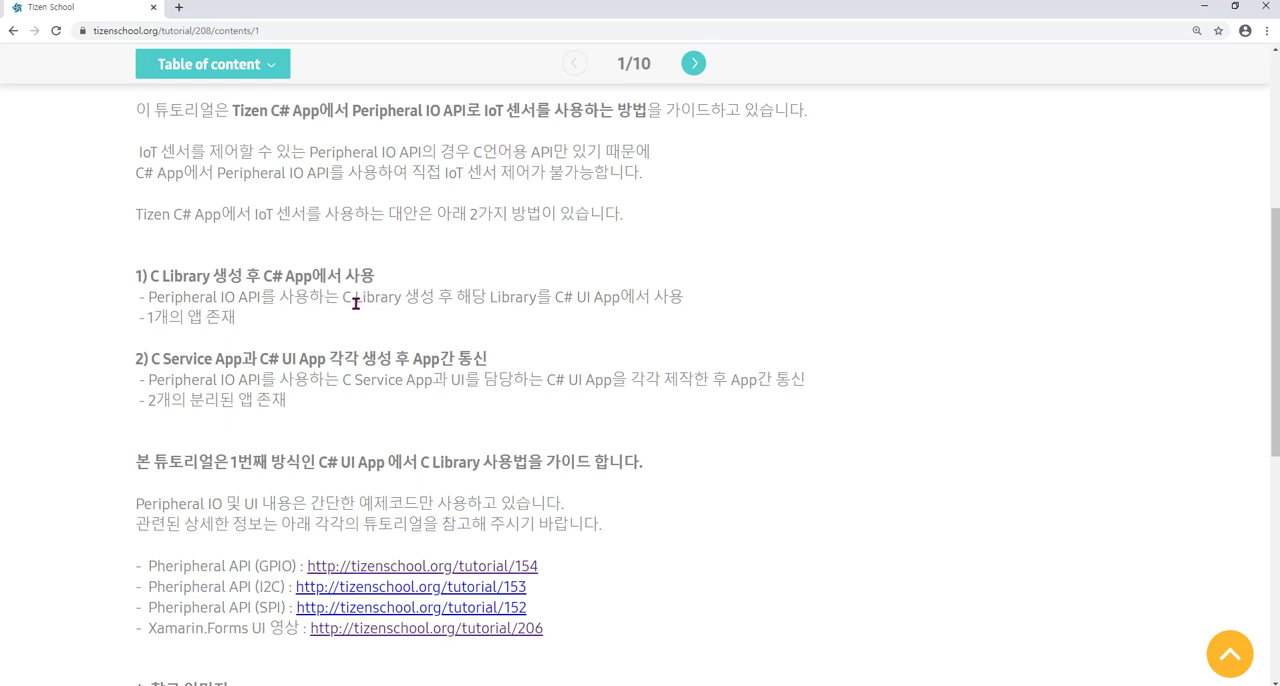 Tizen School
tizenschool.org/tutorial/208/contents/1
Table of content
1/10
이 튜토리얼은 Tizen C# App에서 Peripheral IO API로 IoT 센서를 사용하는 방법을 가이드하고 있습니다.
IoT 센서를 제어할 수 있는 Peripheral IO API의 경우 C언어용 API만 있기 때문에
C# App에서 Peripheral IO API를 사용하여 직접 IoT 센서 제어가 불가능합니다.
Tizen C# App에서 IoT 센서를 사용하는 대안은 아래 2가지 방법이 있습니다.
1) C Library 생성 후 C# App에서 사용
- Peripheral IO API를 사용하는 C Library 생성 후 해당 Library를 C# UI App에서 사용
- 1개의 앱 존재
2) C Service App과 C# UI App 각각 생성 후 App간 통신
- Peripheral IO API를 사용하는 C Service App과 UI를 담당하는 C# UI App을 각각 제작한 후 App간 통신
- 2개의 분리된 앱 존재
본 튜토리얼은 1번째 방식인 C# UI App 에서 C Library 사용법을 가이드 합니다.
Peripheral IO 및 UI 내용은 간단한 예제코드만 사용하고 있습니다.
관련된 상세한 정보는 아래 각각의 튜토리얼을 참고해 주시기 바랍니다.
- Pheripheral API (GPIO) : http://tizenschool.org/tutorial/154
- Pheripheral API (I2C) : http://tizenschool.org/tutorial/153
- Pheripheral API (SPI) : http://tizenschool.org/tutorial/152
- Xamarin.Forms UI 영상 : http://tizenschool.org/tutorial/206